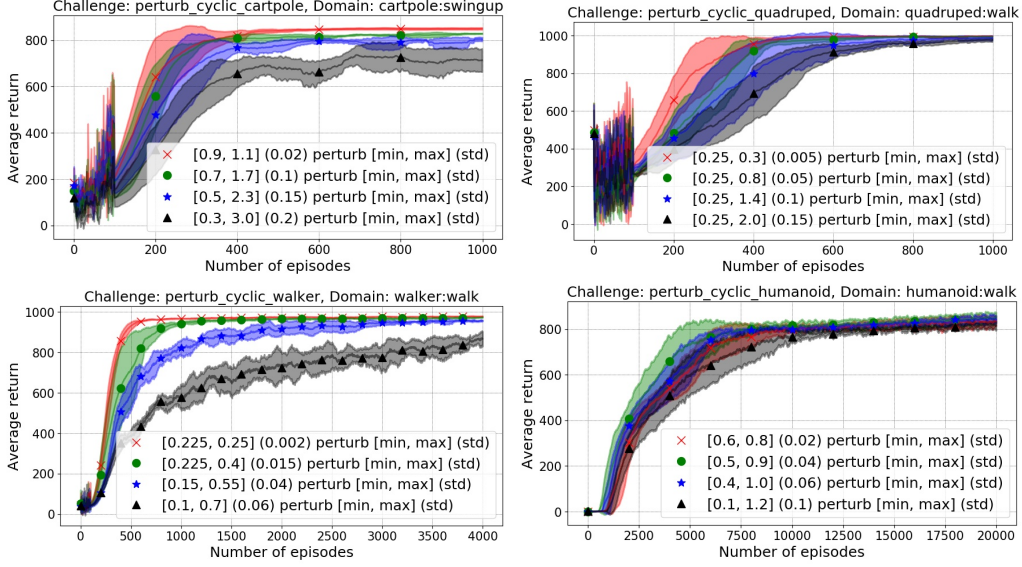 Challenge: perturb_cyclic_cartpole, Domain: cartpole:swingup
Average return
800
600
400
200
0
[0.9, 1.1] (0.02) perturb [min, max] (std)
[0.7, 1.7] (0.1) perturb [min, max] (std)
[0.5, 2.3] (0.15) perturb [min, max] (std)
[0.3, 3.0] (0.2) perturb [min, max] (std)
0 200 400 600 800 1000
Number of episodes
Challenge: perturb_cyclic_quadruped, Domain: quadruped:walk
Average return
1000
800
600
400
200
0
[0.25, 0.3] (0.005) perturb [min, max] (std)
[0.25, 0.8] (0.05) perturb [min, max] (std)
[0.25, 1.4] (0.1) perturb [min, max] (std)
[0.25, 2.0] (0.15) perturb [min, max] (std)
0 200 400 600 800 1000
Number of episodes
Challenge: perturb_cyclic_walker, Domain: walker:walk
Average return
1000
800
600
400
200
0
[0.225, 0.25] (0.002) perturb [min, max] (std)
[0.225, 0.4] (0.015) perturb [min, max] (std)
[0.15, 0.55] (0.04) perturb [min, max] (std)
[0.1, 0.7] (0.06) perturb [min, max] (std)
0 500 1000 1500 2000 2500 3000 3500 4000
Number of episodes
Challenge: perturb_cyclic_humanoid, Domain: humanoid:walk
Average return
800
600
400
200
0
[0.6, 0.8] (0.02) perturb [min, max] (std)
[0.5, 0.9] (0.04) perturb [min, max] (std)
[0.4, 1.0] (0.06) perturb [min, max] (std)
[0.1, 1.2] (0.1) perturb [min, max] (std)
0 2500 5000 7500 10000 12500 15000 17500 20000
Number of episodes